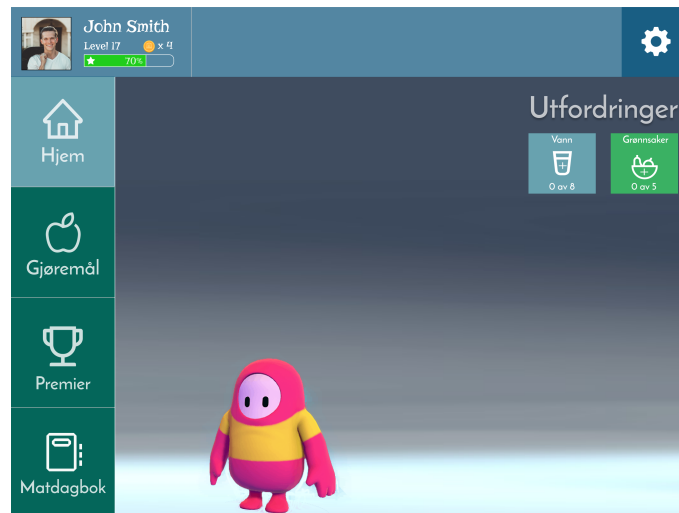 John Smith
Level 17
x 4
70%
Utfordringer
Vann
0 av 8
Grønnsaker
0 av 5
Hjem
Gjøremål
Premier
Matdagbok